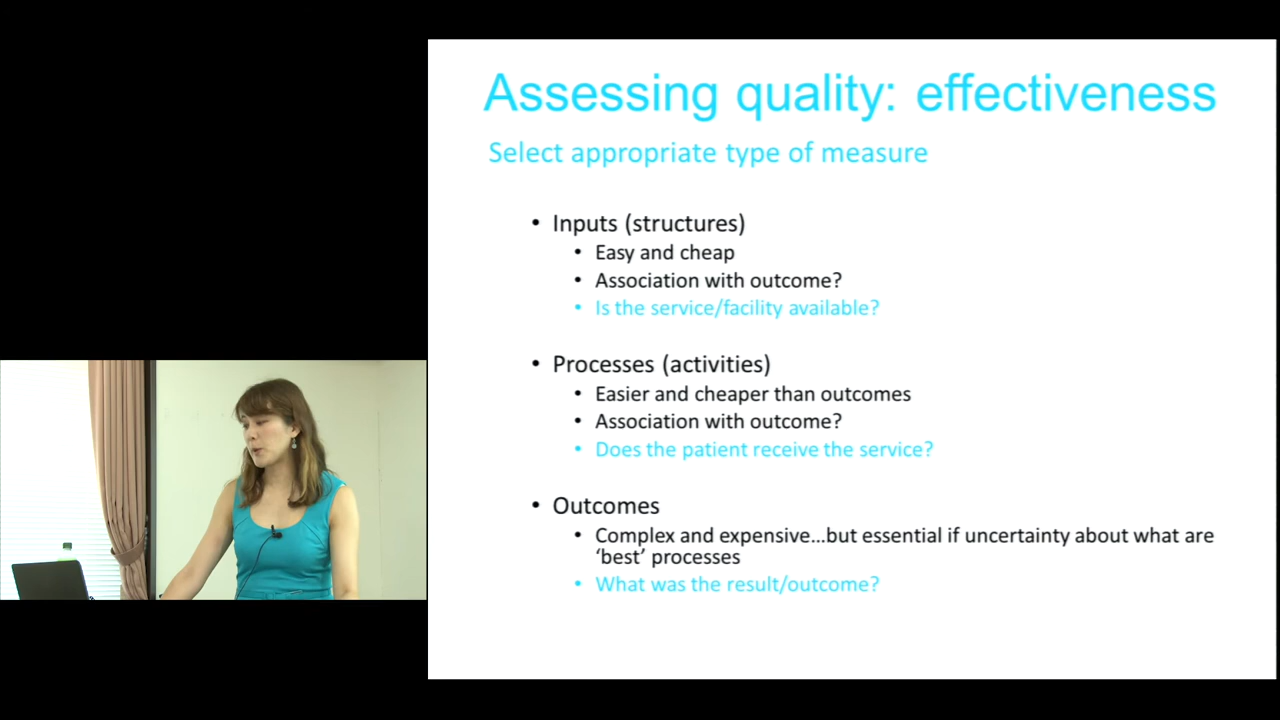 Assessing quality: effectiveness
Select appropriate type of measure
• Inputs (structures)
• Easy and cheap
• Association with outcome?
• Is the service/facility available?
• Processes (activities)
• Easier and cheaper than outcomes
• Association with outcome?
• Does the patient receive the service?
• Outcomes
• Complex and expensive…but essential if uncertainty about what are
‘best’ processes
• What was the result/outcome?